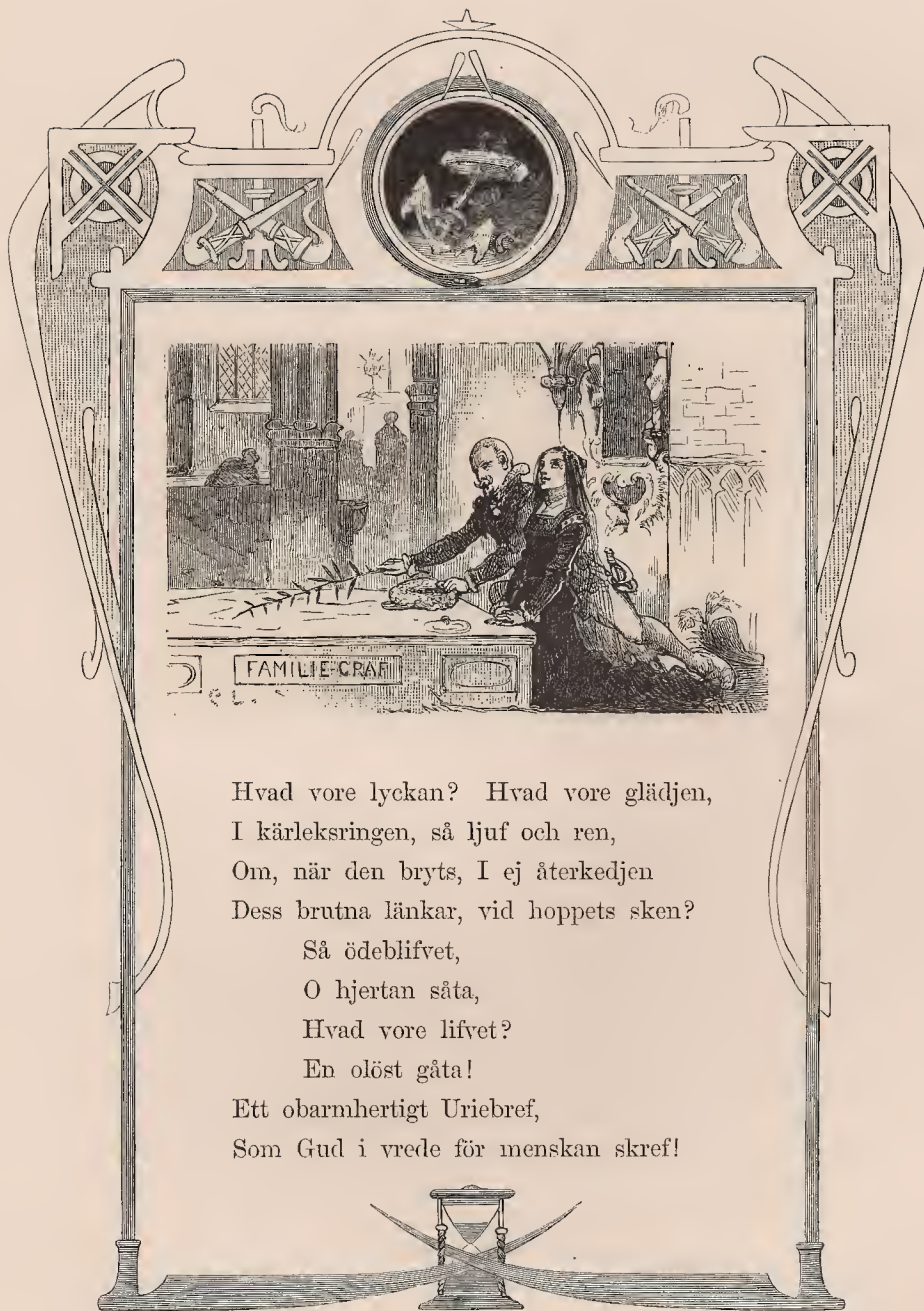 FAMILIE-GRAF
W. MEIER
Hvad vore lyckan? Hvad vore glädjen,
I kärleksringen, så ljuf och ren,
Om, när den bryts, I ej återkedjen
Dess brutna länkar, vid hoppets sken?
Så ödeblifvet,
O hjertan såta,
Hvad vore lifvet?
En olöst gåta!
Ett obarmhertigt Uriebref,
Som Gud i vrede för menskan skref!